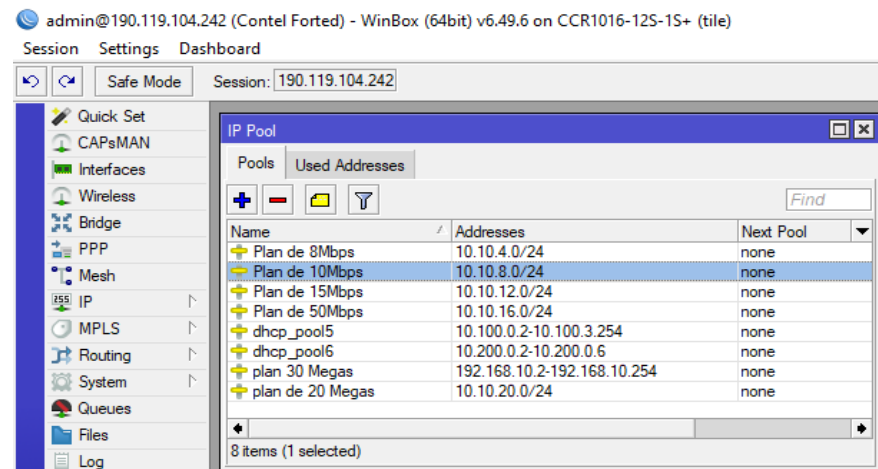 admin@190.119.104.242 (Contel Forted) - WinBox (64bit) v6.49.6 on CCR1016-12S-1S+ (tile)
Session Settings Dashboard
Safe Mode Session: 190.119.104.242
Quick Set
CAPsMAN
Interfaces
Wireless
Bridge
PPP
Mesh
255 IP
MPLS
Routing
System
Queues
Files
Log
IP Pool
Pools Used Addresses
Find
Name Addresses Next Pool
Plan de 8Mbps 10.10.4.0/24 none
Plan de 10Mbps 10.10.8.0/24 none
Plan de 15Mbps 10.10.12.0/24 none
Plan de 50Mbps 10.10.16.0/24 none
dhcp_pool5 10.100.0.2-10.100.3.254 none
dhcp_pool6 10.200.0.2-10.200.0.6 none
plan 30 Megas 192.168.10.2-192.168.10.254 none
plan de 20 Megas 10.10.20.0/24 none
8 items (1 selected)